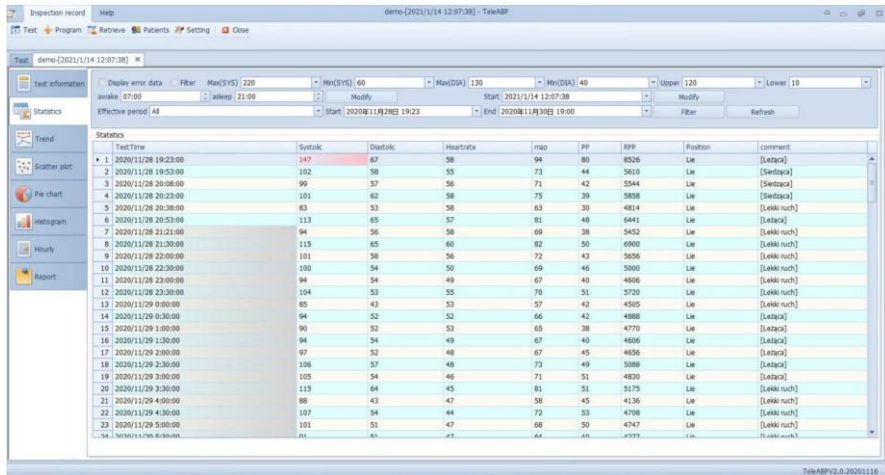 Inspection record Help demo-[2021/1/14 12:07:38] - TeleABP
Test Program Retrieve Patients Setting Close
Test demo-[2021/1/14 12:07:38]
test information
Statistics
Trend
Scatter plot
Pie chart
Histogram
Hourly
Report
Display error data Filter Max(SYS) 220 Min(SYS) 60 Max(DIA) 130 Min(DIA) 40 Upper 120 Lower 10
awake 07:00 asleep 21:00 Modify Start 2021/1/14 12:07:38 Modify
Effective period All Start 2020年11月28日 19:23 End 2020年11月30日 19:00 Filter Refresh
Statistics
TestTime Systolic Diastolic Heartrate map PP RPP Position comment
1 2020/11/28 19:23:00 147 67 58 94 80 8526 Lie [Leżąca]
2 2020/11/28 19:53:00 102 58 55 73 44 5610 Lie [Siedząca]
3 2020/11/28 20:08:00 99 57 56 71 42 5544 Lie [Siedząca]
4 2020/11/28 20:23:00 101 62 58 75 39 5858 Lie [Siedząca]
5 2020/11/28 20:38:00 83 53 58 63 30 4814 Lie [Lekki ruch]
6 2020/11/28 20:53:00 113 65 57 81 48 6441 Lie [Leżąca]
7 2020/11/28 21:21:00 94 56 58 69 38 5452 Lie [Lekki ruch]
8 2020/11/28 21:30:00 115 65 60 82 50 6900 Lie [Lekki ruch]
9 2020/11/28 22:00:00 101 58 56 72 43 5656 Lie [Lekki ruch]
10 2020/11/28 22:30:00 100 54 50 69 46 5000 Lie [Lekki ruch]
11 2020/11/28 23:00:00 94 54 49 67 40 4606 Lie [Lekki ruch]
12 2020/11/28 23:30:00 104 53 55 70 51 5720 Lie [Lekki ruch]
13 2020/11/29 0:00:00 85 43 53 57 42 4505 Lie [Lekki ruch]
14 2020/11/29 0:30:00 94 52 52 66 42 4888 Lie [Leżąca]
15 2020/11/29 1:00:00 90 52 53 65 38 4770 Lie [Lekki ruch]
16 2020/11/29 1:30:00 94 54 49 67 40 4606 Lie [Leżąca]
17 2020/11/29 2:00:00 97 52 48 67 45 4656 Lie [Lekki ruch]
18 2020/11/29 2:30:00 106 57 48 73 49 5088 Lie [Leżąca]
19 2020/11/29 3:00:00 105 54 46 71 51 4830 Lie [Leżąca]
20 2020/11/29 3:30:00 115 64 45 81 51 5175 Lie [Lekki ruch]
21 2020/11/29 4:00:00 88 43 47 58 45 4136 Lie [Lekki ruch]
22 2020/11/29 4:30:00 107 54 44 72 53 4708 Lie [Lekki ruch]
23 2020/11/29 5:00:00 101 51 47 68 50 4747 Lie [Lekki ruch]
24 2020/11/29 5:30:00 91 51 47 64 40 4277 Lie [Lekki ruch]
TeleABPV2.0.20201116